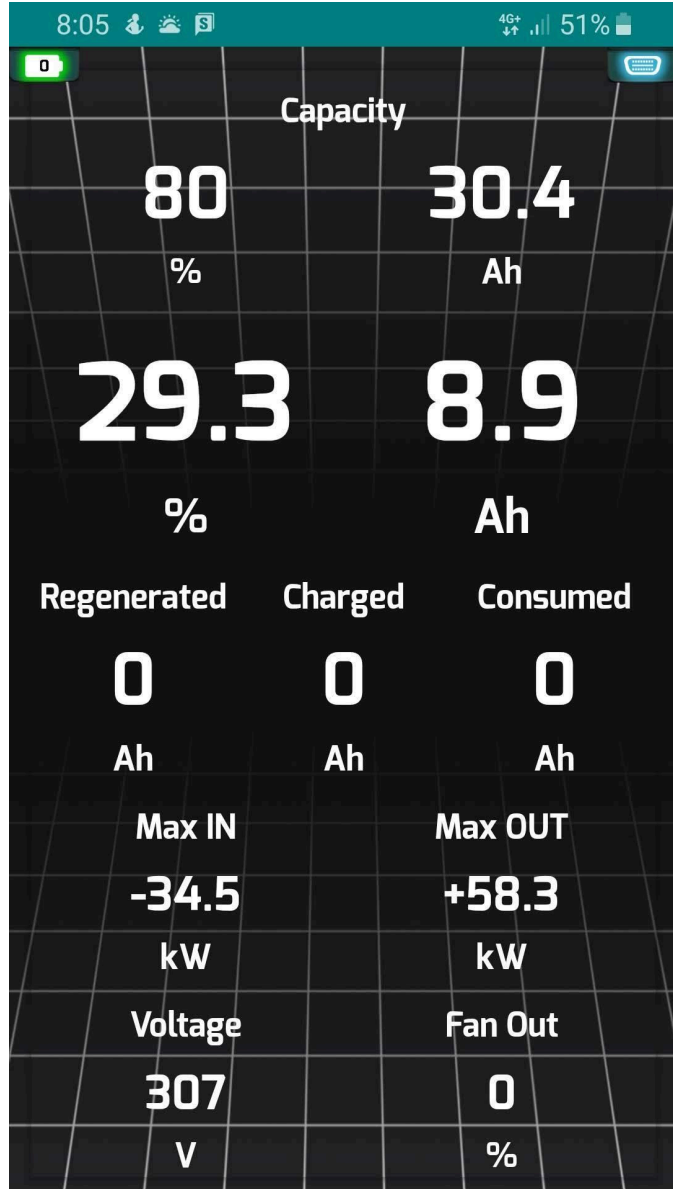 8:05 4G+ 51%
0
Capacity
80 30.4
% Ah
29.3 8.9
% Ah
Regenerated Charged Consumed
0 0 0
Ah Ah Ah
Max IN Max OUT
-34.5 +58.3
kW kW
Voltage Fan Out
307 0
V %